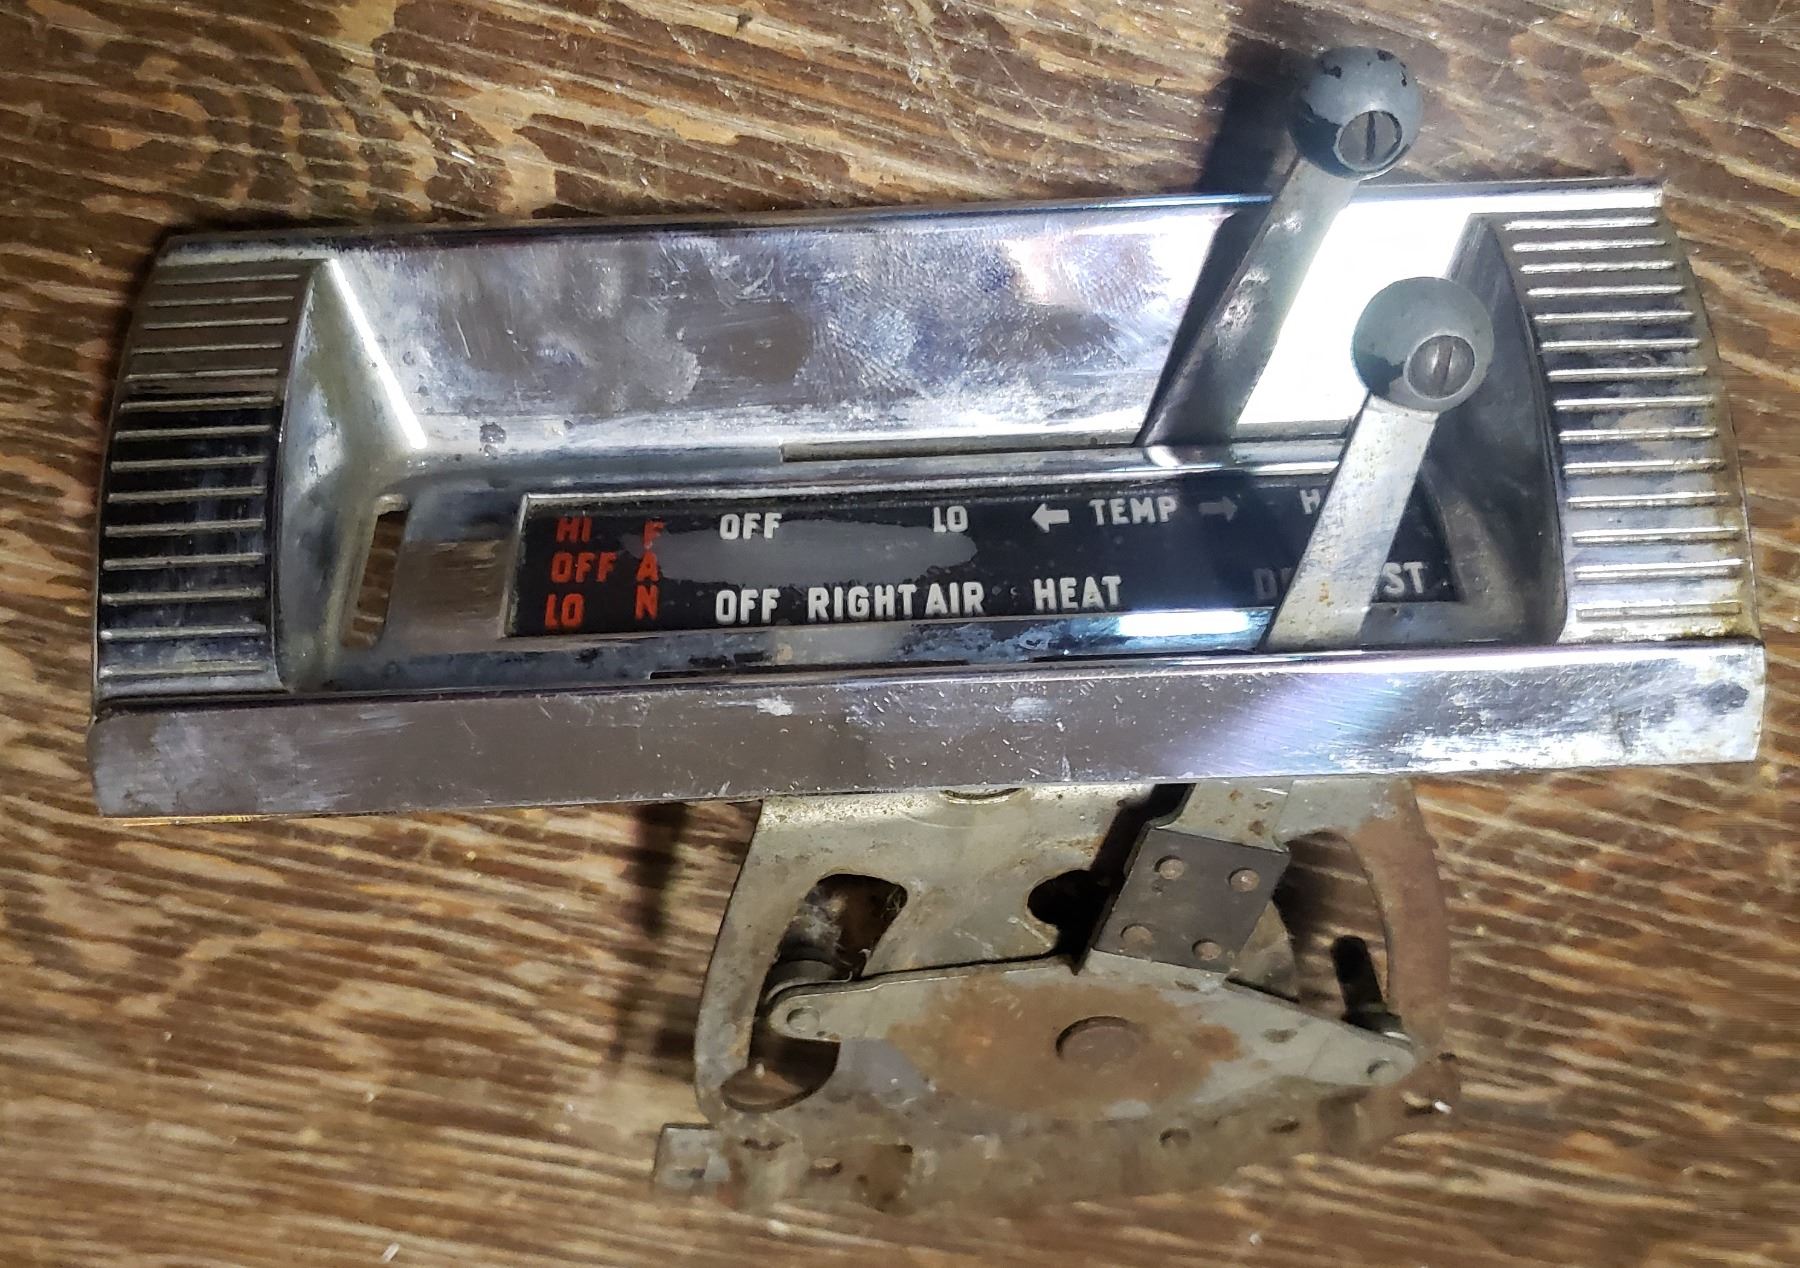 HI F OFF LO ← TEMP → H
OFF A
LO N OFF RIGHT AIR HEAT